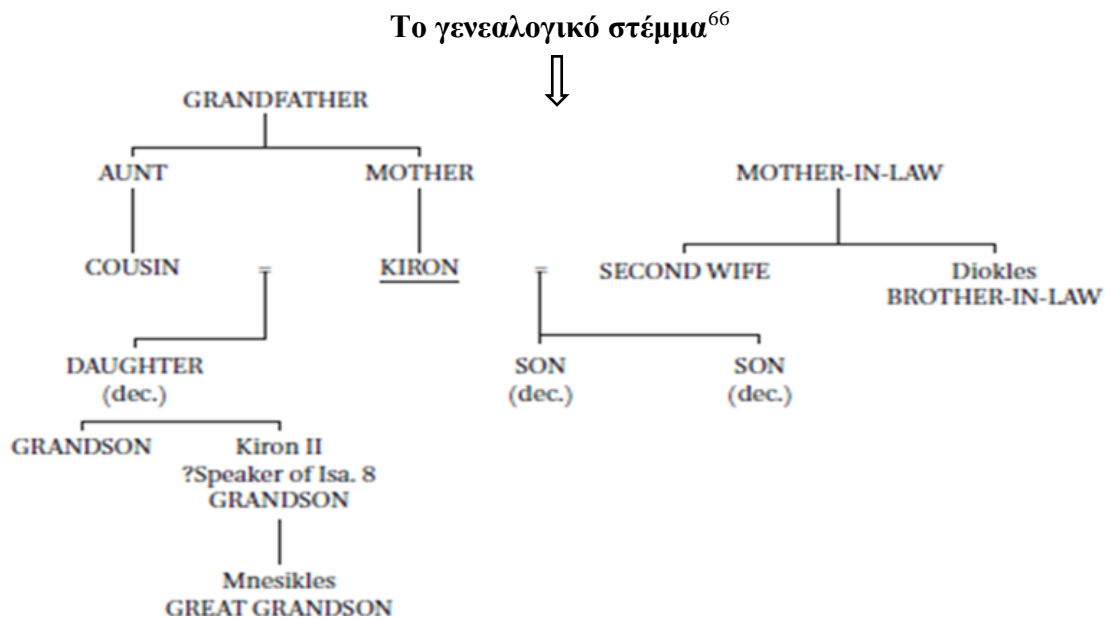 Το γενεαλογικό στέμμα66
GRANDFATHER
AUNT MOTHER MOTHER-IN-LAW
COUSIN = KIRON = SECOND WIFE Diokles
BROTHER-IN-LAW
DAUGHTER SON SON
(dec.) (dec.) (dec.)
GRANDSON Kiron II
?Speaker of Isa. 8
GRANDSON
Mnesikles
GREAT GRANDSON